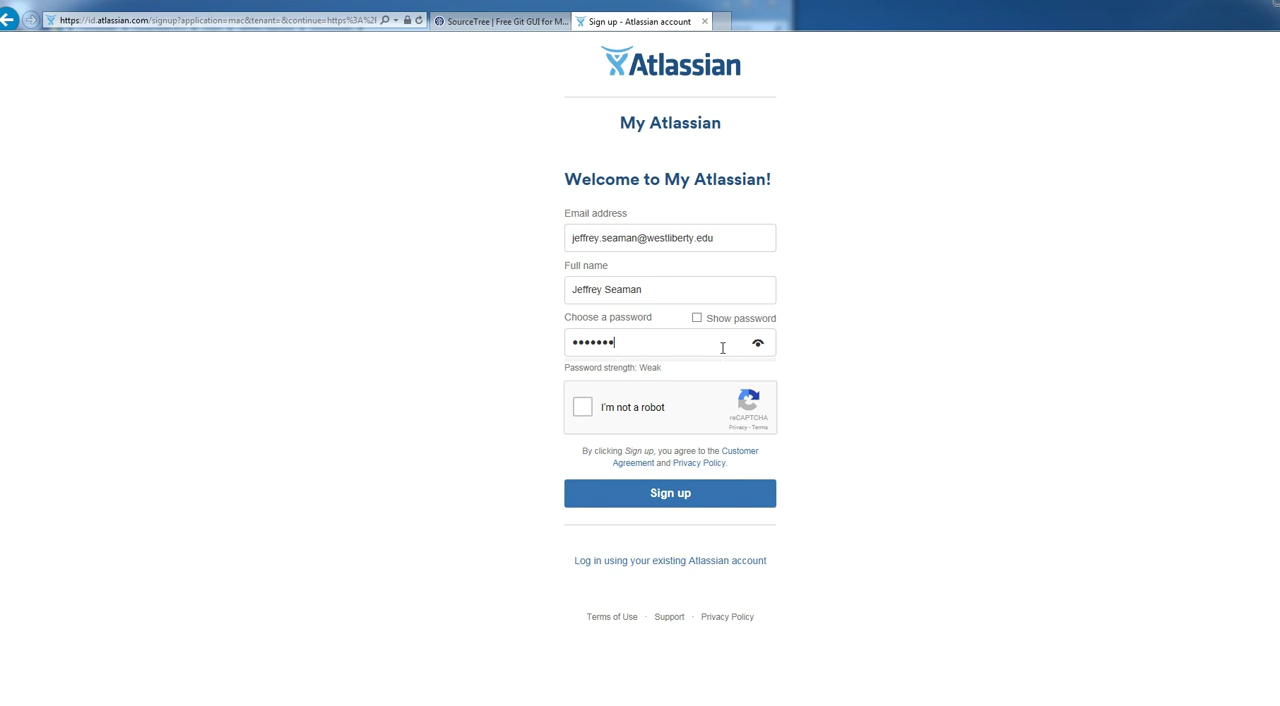 https://id.atlassian.com/signup?application=mac&tenant=&continue=https%3A%2F
SourceTree | Free Git GUI for M...
Sign up - Atlassian account
Atlassian
My Atlassian
Welcome to My Atlassian!
Email address
jeffrey.seaman@westliberty.edu
Full name
Jeffrey Seaman
Choose a password
Show password
•••••••
Password strength: Weak
I'm not a robot
reCAPTCHA
Privacy - Terms
By clicking Sign up, you agree to the Customer
Agreement and Privacy Policy.
Sign up
Log in using your existing Atlassian account
Terms of Use · Support · Privacy Policy